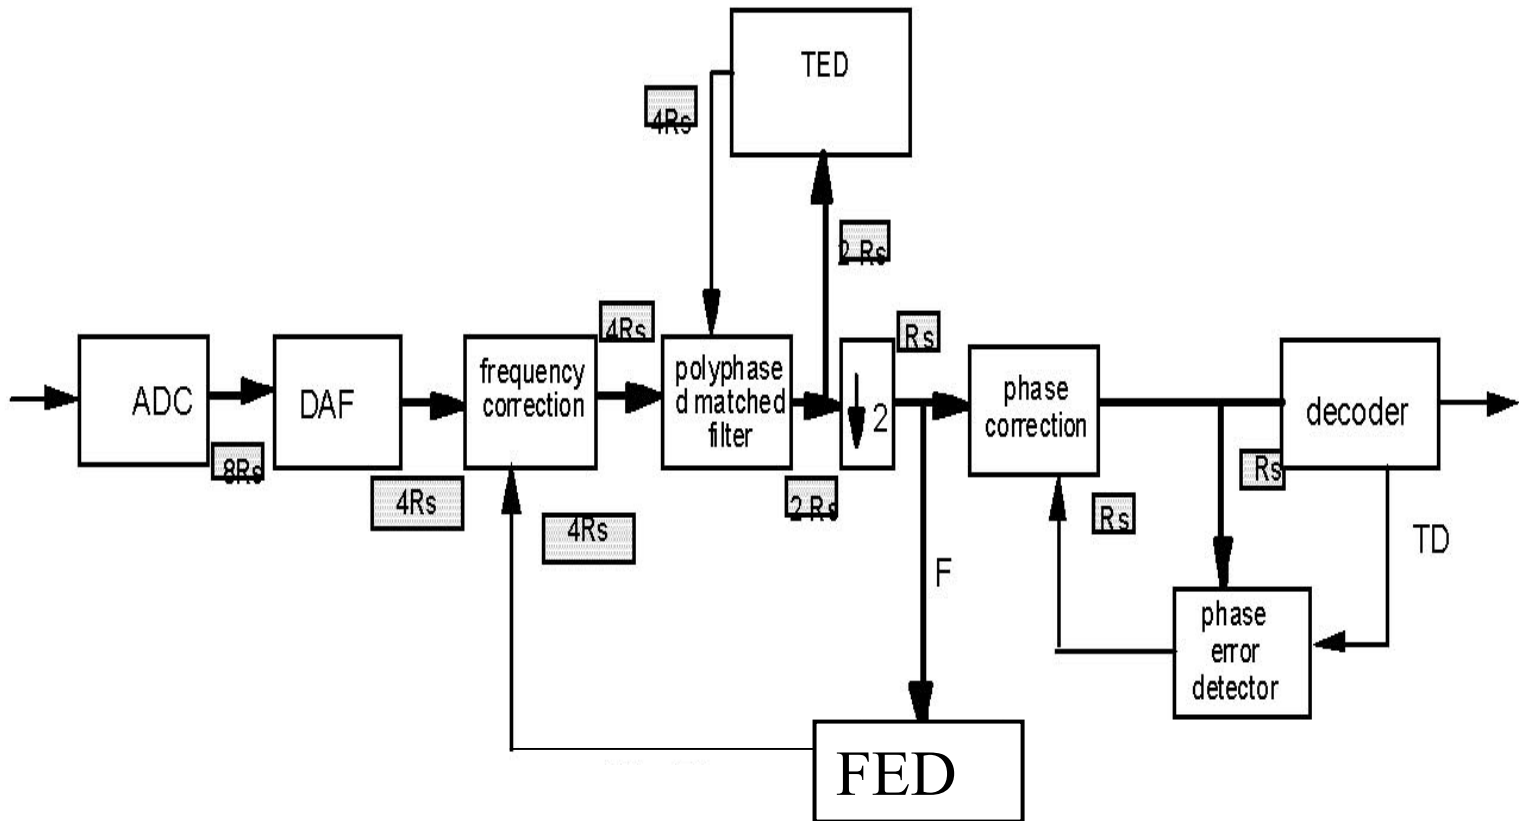 TED
4Rs
2 Rs
4Rs
Rs
ADC
DAF
frequency
correction
polyphase
d matched
filter
2
phase
correction
decoder
8Rs
4Rs
4Rs
2 Rs
Rs
Rs
F
TD
phase
error
detector
FED